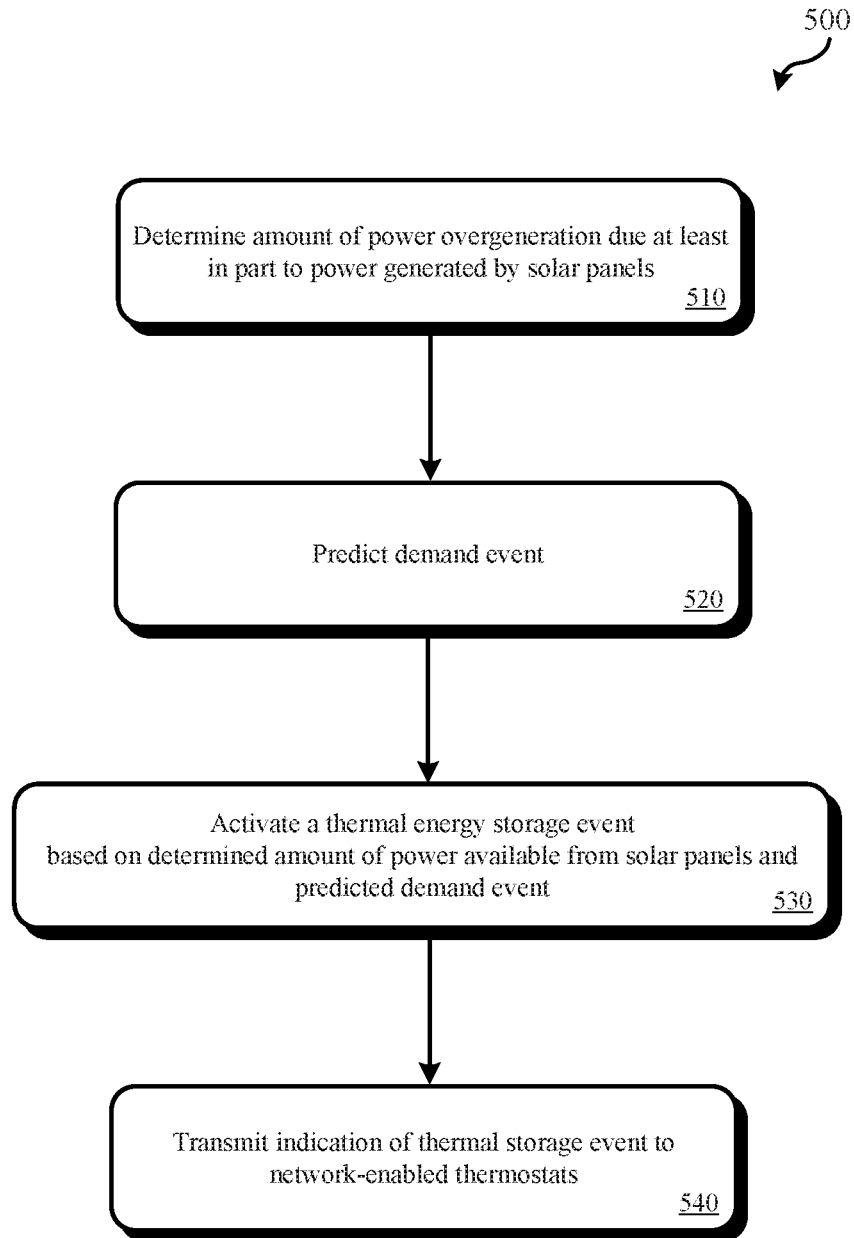 500
Determine amount of power overgeneration due at least
in part to power generated by solar panels
510
Predict demand event
520
Activate a thermal energy storage event
based on determined amount of power available from solar panels and
predicted demand event
530
Transmit indication of thermal storage event to
network-enabled thermostats
540